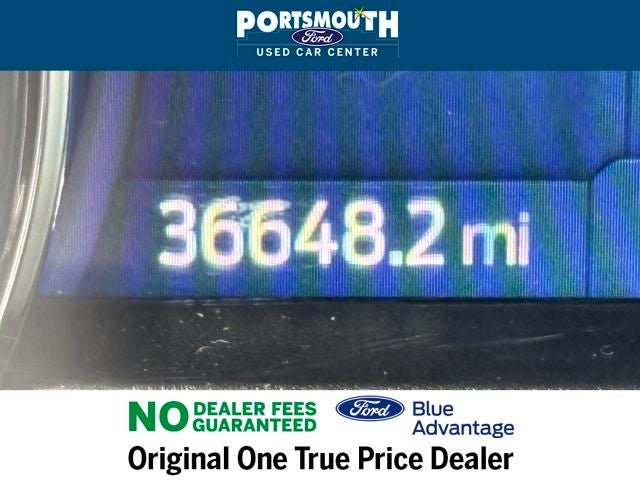 PORTSMOUTH
Ford
USED CAR CENTER
36648.2 mi
NO DEALER FEES
GUARANTEED
Ford Blue
Advantage
Original One True Price Dealer